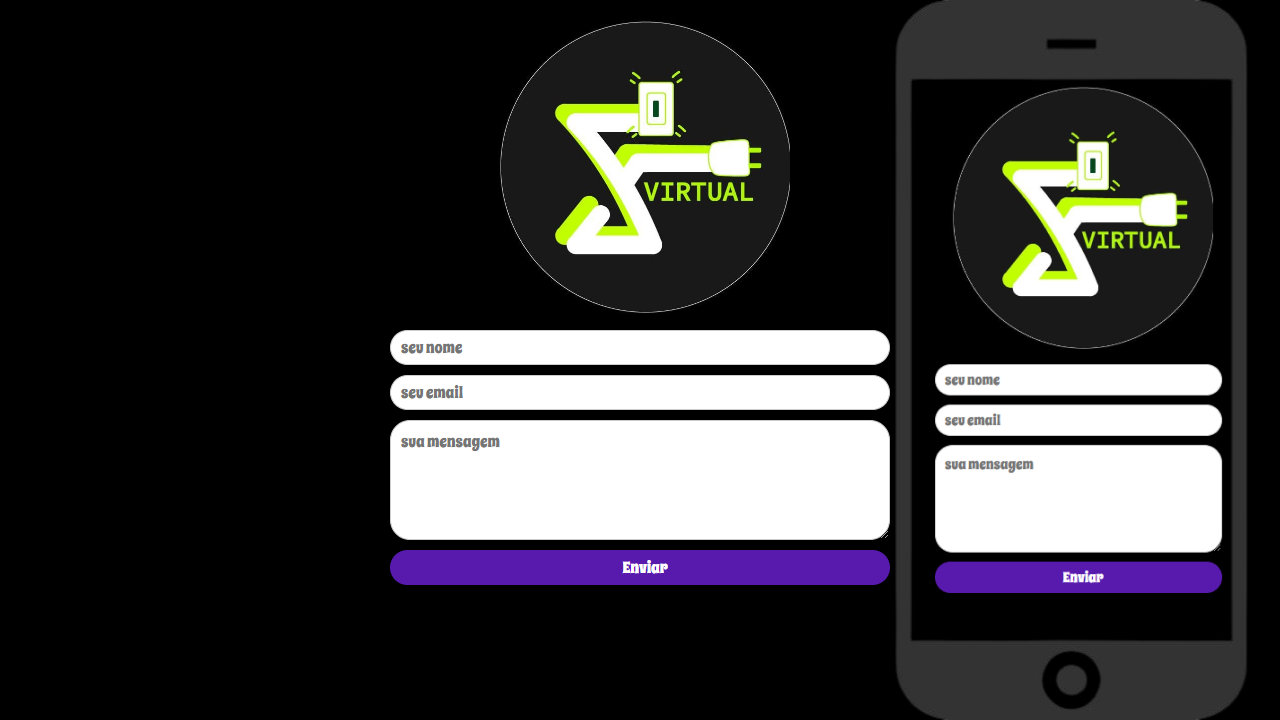 VIRTUAL
seu nome
seu email
sua mensagem
Enviar
VIRTUAL
seu nome
seu email
sua mensagem
Enviar